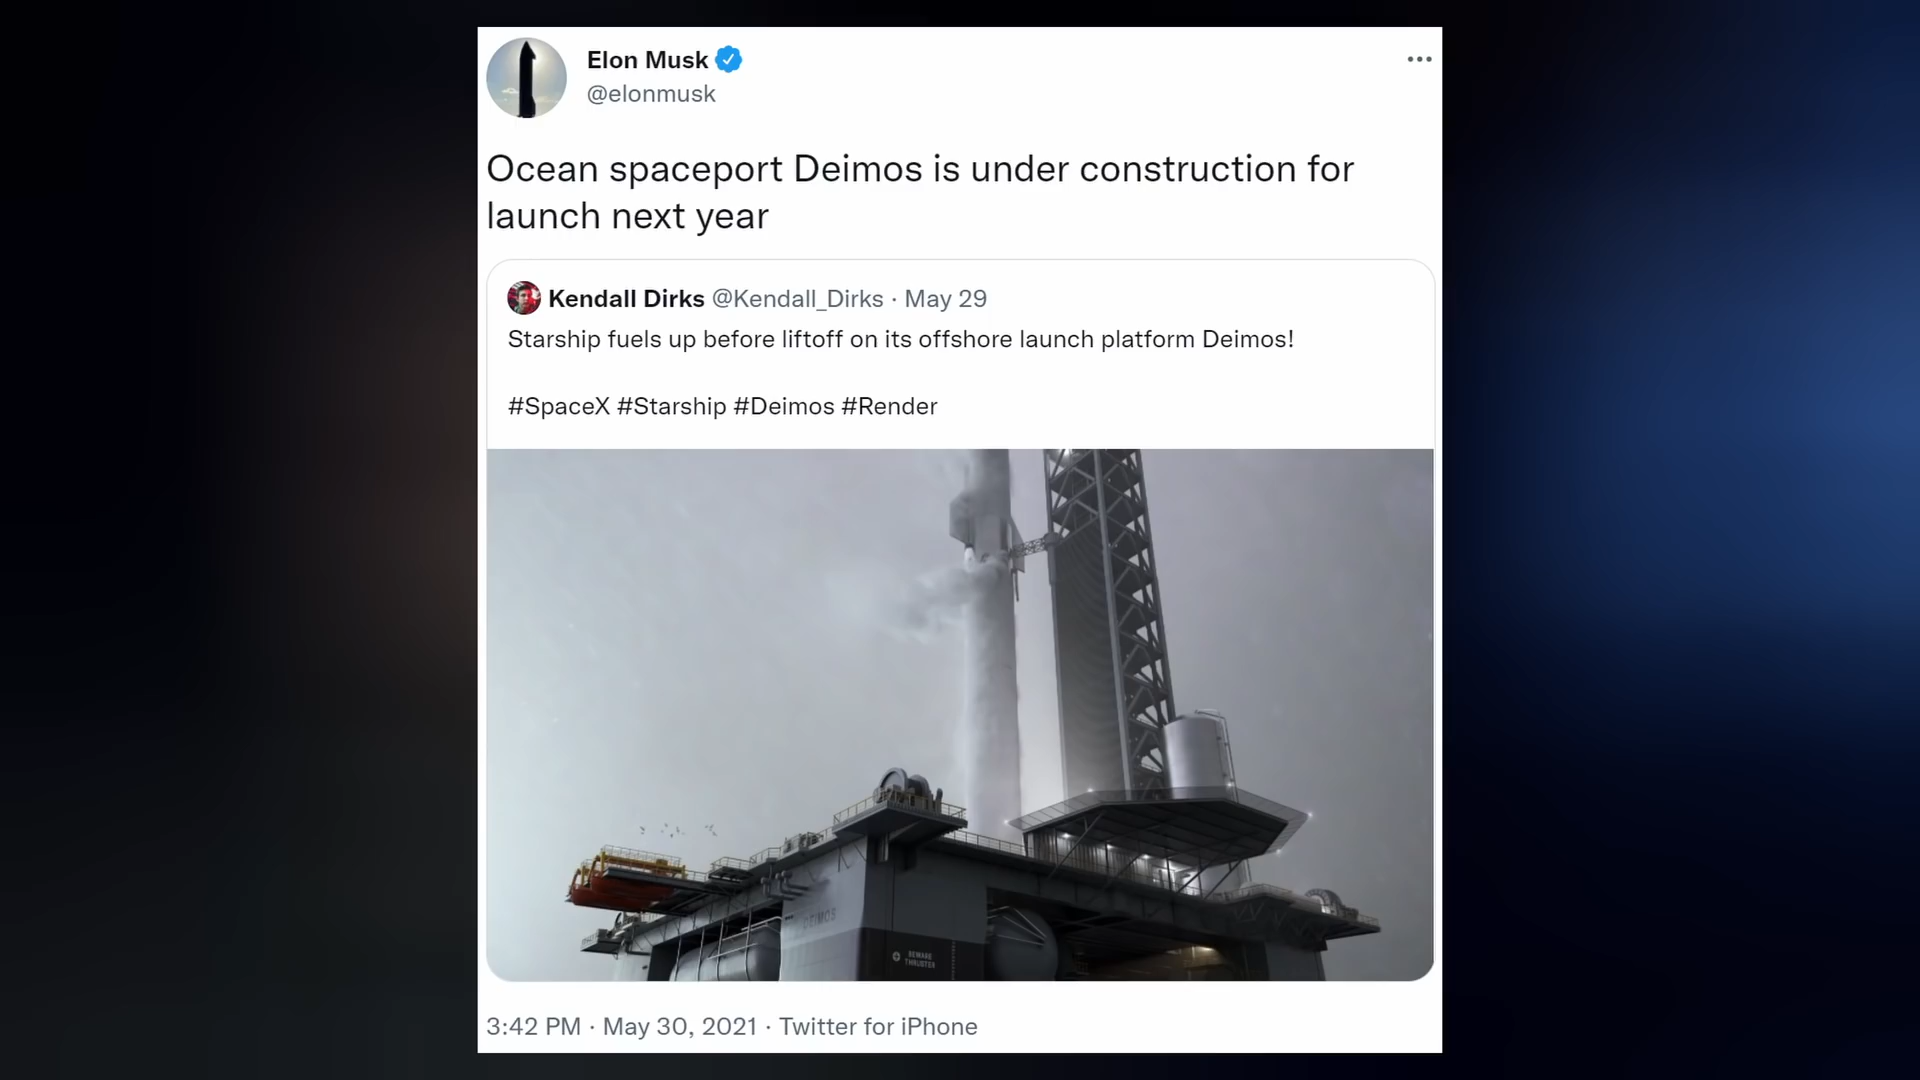 Elon Musk
@elonmusk
Ocean spaceport Deimos is under construction for
launch next year
Kendall Dirks @Kendall_Dirks · May 29
Starship fuels up before liftoff on its offshore launch platform Deimos!
#SpaceX #Starship #Deimos #Render
DEIMOS
BEWARE
THRUSTER
3:42 PM · May 30, 2021 · Twitter for iPhone